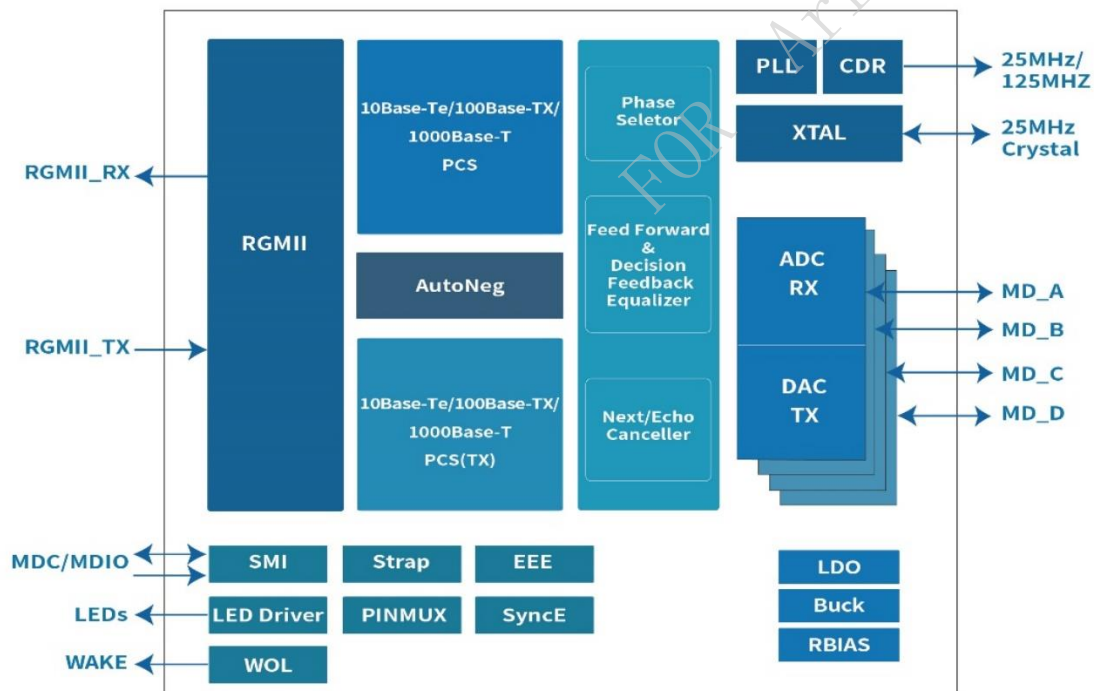 RGMII_RX
RGMII_TX
RGMII
10Base-Te/100Base-TX/
1000Base-T
PCS
AutoNeg
10Base-Te/100Base-TX/
1000Base-T
PCS(TX)
Phase
Seletor
Feed Forward
&
Decision
Feedback
Equalizer
Next/Echo
Canceller
PLL
CDR
25MHz/
125MHZ
XTAL
25MHz
Crystal
ADC
RX
DAC
TX
MD_A
MD_B
MD_C
MD_D
MDC/MDIO
SMI
Strap
EEE
LEDs
LED Driver
PINMUX
SyncE
WAKE
WOL
LDO
Buck
RBIAS
FOR